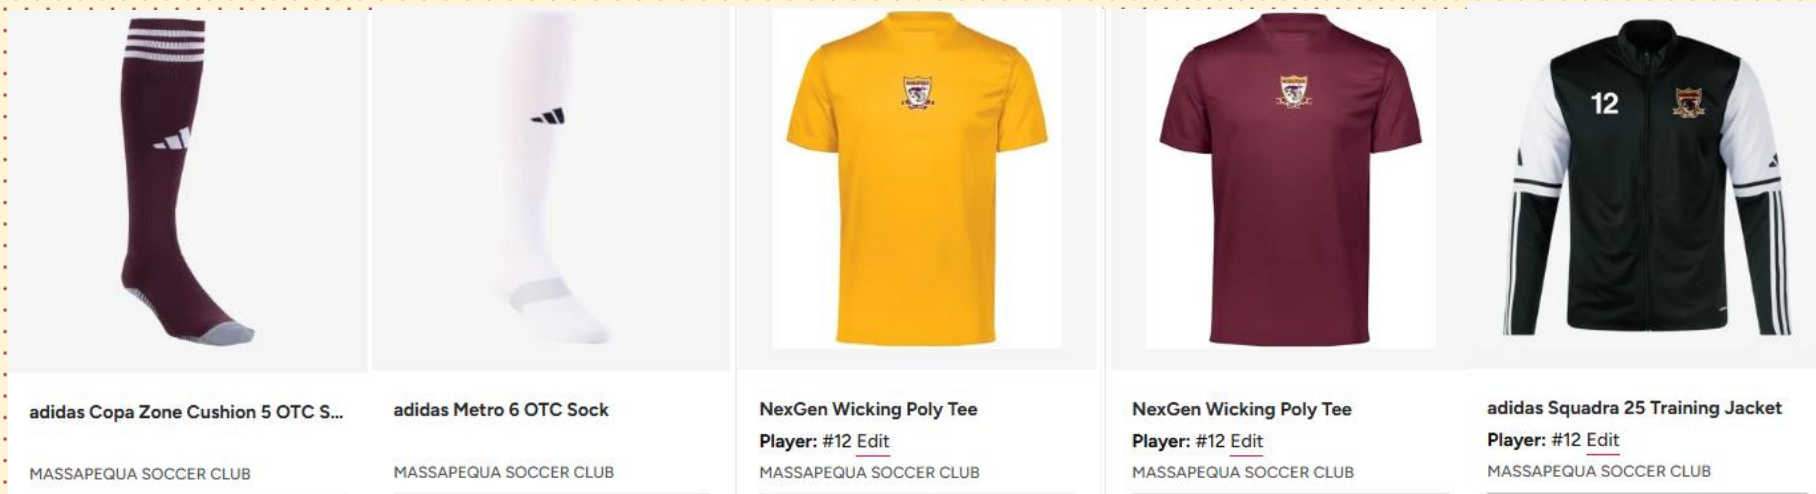 12
adidas Copa Zone Cushion 5 OTC S...
MASSAPEQUA SOCCER CLUB
adidas Metro 6 OTC Sock
MASSAPEQUA SOCCER CLUB
NexGen Wicking Poly Tee
Player: #12 Edit
MASSAPEQUA SOCCER CLUB
NexGen Wicking Poly Tee
Player: #12 Edit
MASSAPEQUA SOCCER CLUB
adidas Squadra 25 Training Jacket
Player: #12 Edit
MASSAPEQUA SOCCER CLUB